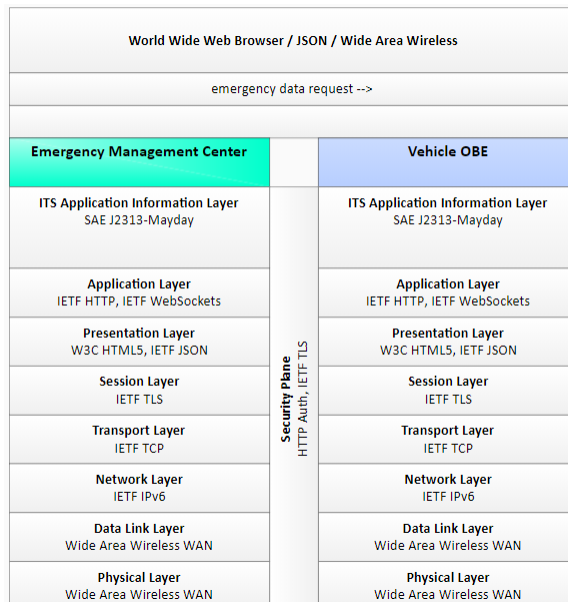 World Wide Web Browser / JSON / Wide Area Wireless
emergency data request -->
Emergency Management Center
Vehicle OBE
ITS Application Information Layer
SAE J2313-Mayday
ITS Application Information Layer
SAE J2313-Mayday
Application Layer
IETF HTTP, IETF WebSockets
Application Layer
IETF HTTP, IETF WebSockets
Presentation Layer
W3C HTML5, IETF JSON
Presentation Layer
W3C HTML5, IETF JSON
Session Layer
IETF TLS
Session Layer
IETF TLS
Transport Layer
IETF TCP
Transport Layer
IETF TCP
Network Layer
IETF IPv6
Network Layer
IETF IPv6
Data Link Layer
Wide Area Wireless WAN
Data Link Layer
Wide Area Wireless WAN
Physical Layer
Wide Area Wireless WAN
Physical Layer
Wide Area Wireless WAN
Security Plane
HTTP Auth, IETF TLS